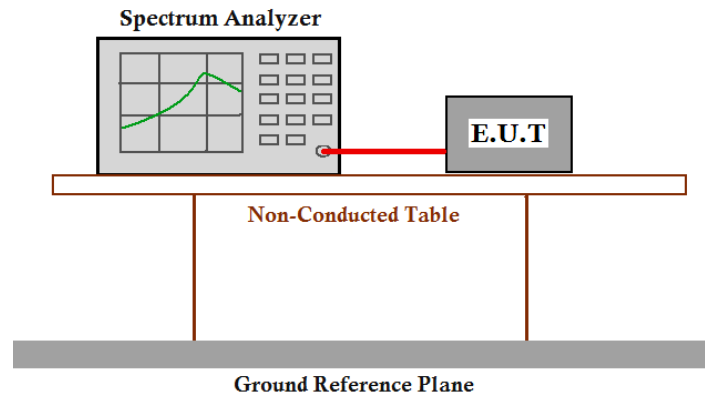 Spectrum Analyzer
E.U.T
Non-Conducted Table
Ground Reference Plane